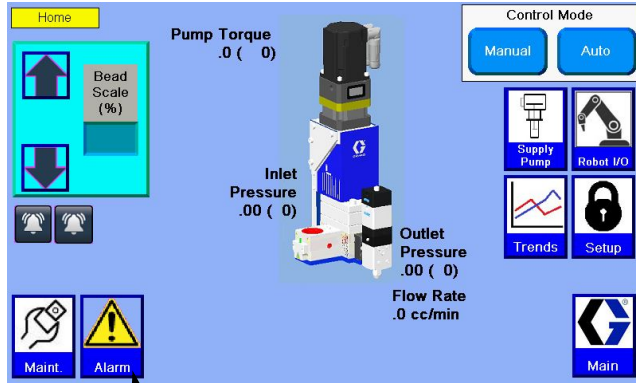 Home
Control Mode
Manual
Auto
Pump Torque
.0 ( 0)
Bead
Scale
(%)
Supply
Pump
Robot I/O
Inlet
Pressure
.00 ( 0)
Outlet
Pressure
.00 ( 0)
Trends
Setup
Flow Rate
.0 cc/min
Maint.
Alarm
Main